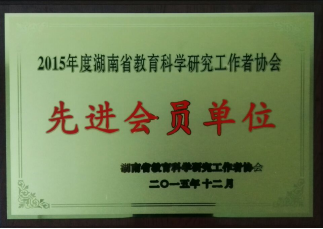 2015年度湖南省教育科学研究工作者协会
先进会员单位
湖南省教育科学研究工作者协会
二〇一五年十二月